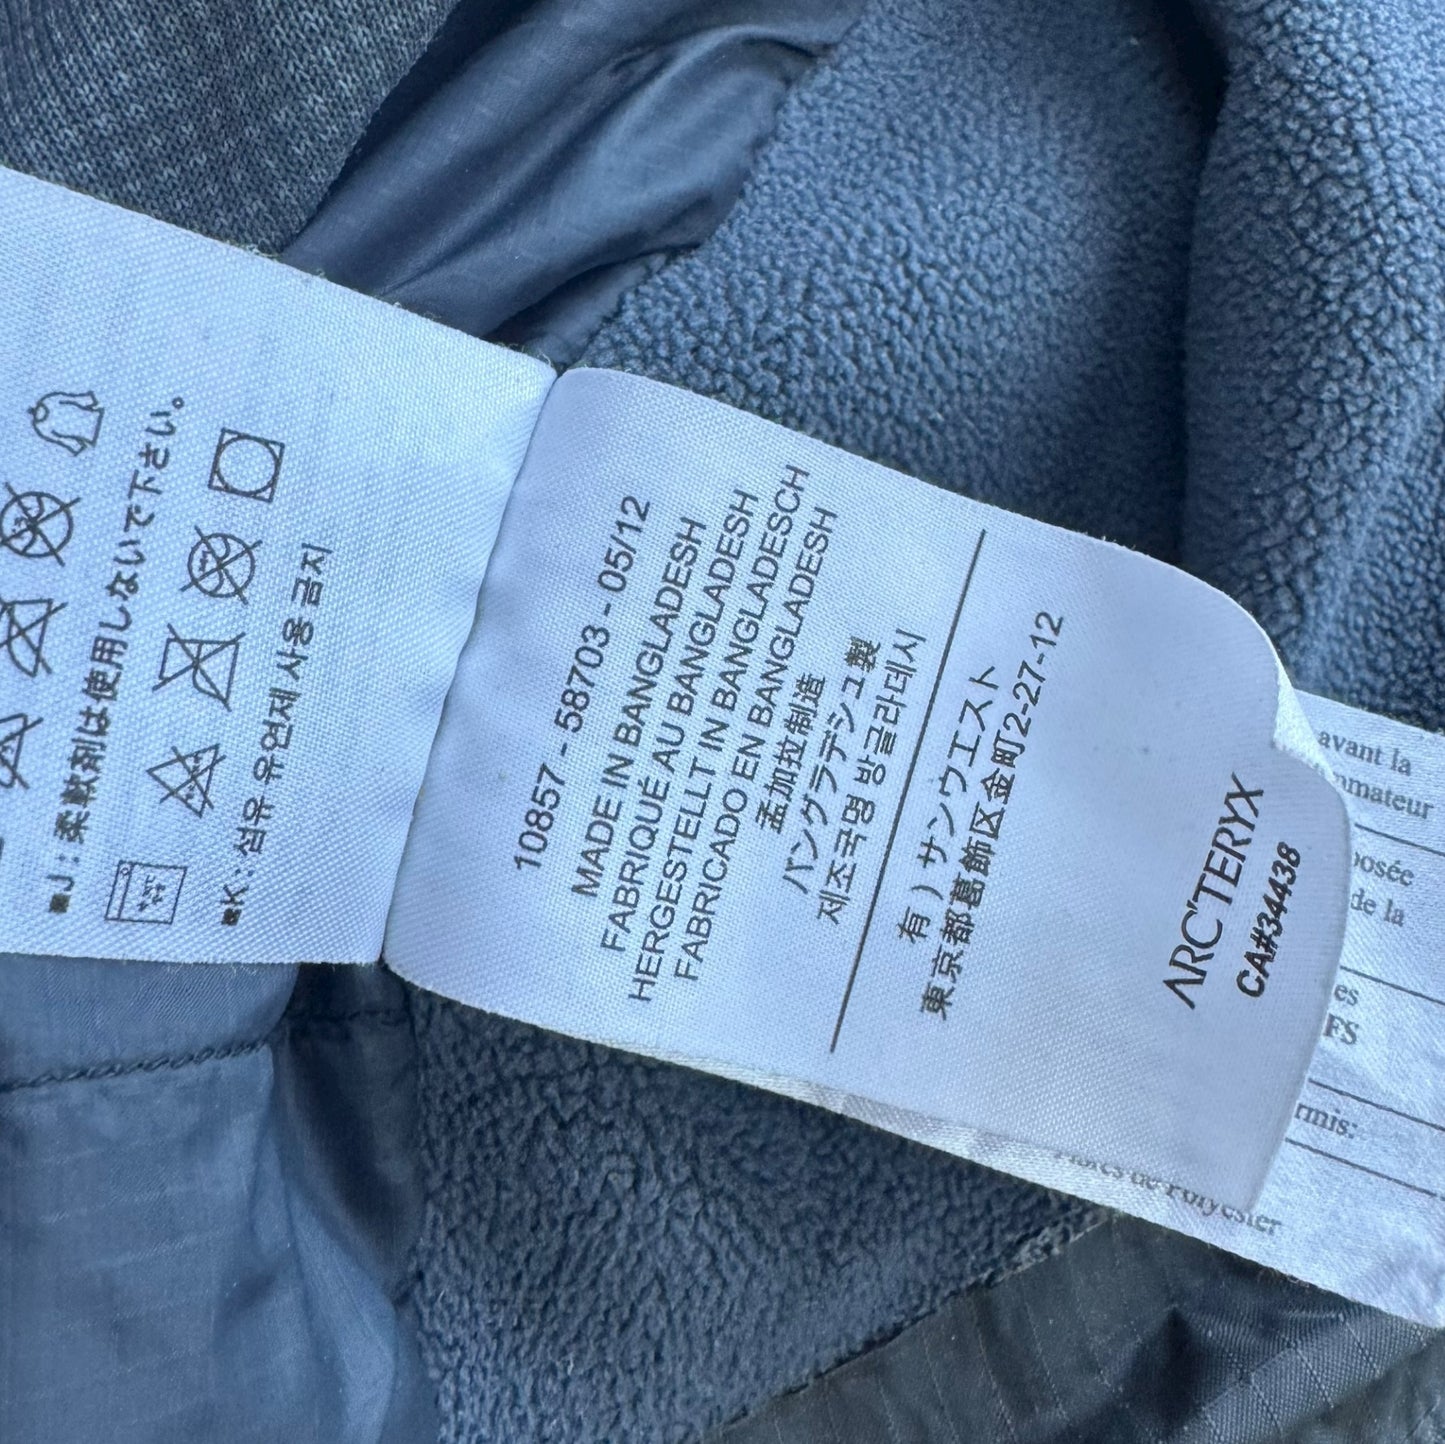 J：柔軟剤は使用しないで下さい。
K：섬유 유연제 사용 금지
10857 - 58703 - 05/12
MADE IN BANGLADESH
FABRIQUÉ AU BANGLADESH
HERGESTELLT IN BANGLADESCH
FABRICADO EN BANGLADESH
孟加拉制造
バングラデシュ製
제조국명 방글라데시
有）サンウエスト
東京都葛飾区金町2-27-12
ARC'TERYX
CA#34438
avant la
posée
de la
es
FS
rmis:
de Polyester